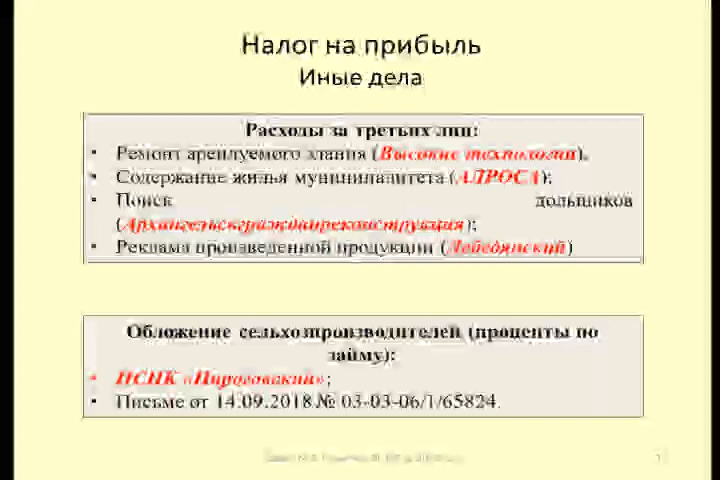 Налог на прибыль
Иные дела
Расходы за третьих лиц:
• Ремонт арендуемого здания (Высокие технологии),
• Содержание жилья муниципалитета (АЛРОСА);
• Поиск дольщиков
(Архангельскгражданреконструкция);
• Реклама произведенной продукции (Лебедянский)
Обложение сельхозпроизводителей (проценты по
займу):
• ПСПК «Пироговский»;
• Письмо от 14.09.2018 № 03-03-06/1/65824.